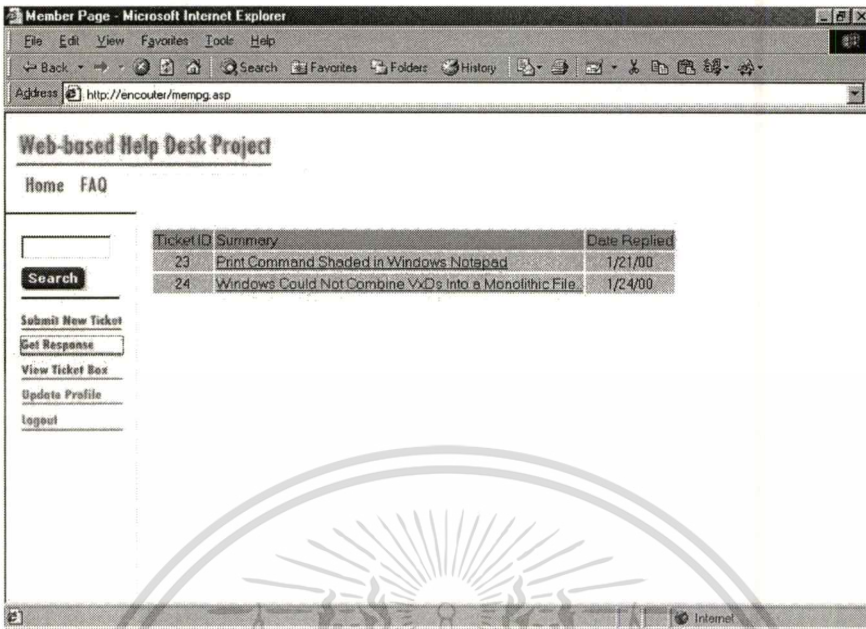 Member Page - Microsoft Internet Explorer
File Edit View Favorites Tools Help
Back Search Favorites Folders History
Address http://encouter/mempg.asp
Web-based Help Desk Project
Home FAQ
Search
Submit New Ticket
Get Response
View Ticket Box
Update Profile
Logout
Ticket ID Summary Date Replied
23 Print Command Shaded in Windows Notepad 1/21/00
24 Windows Could Not Combine VxDs Into a Monolithic File.. 1/24/00
Internet